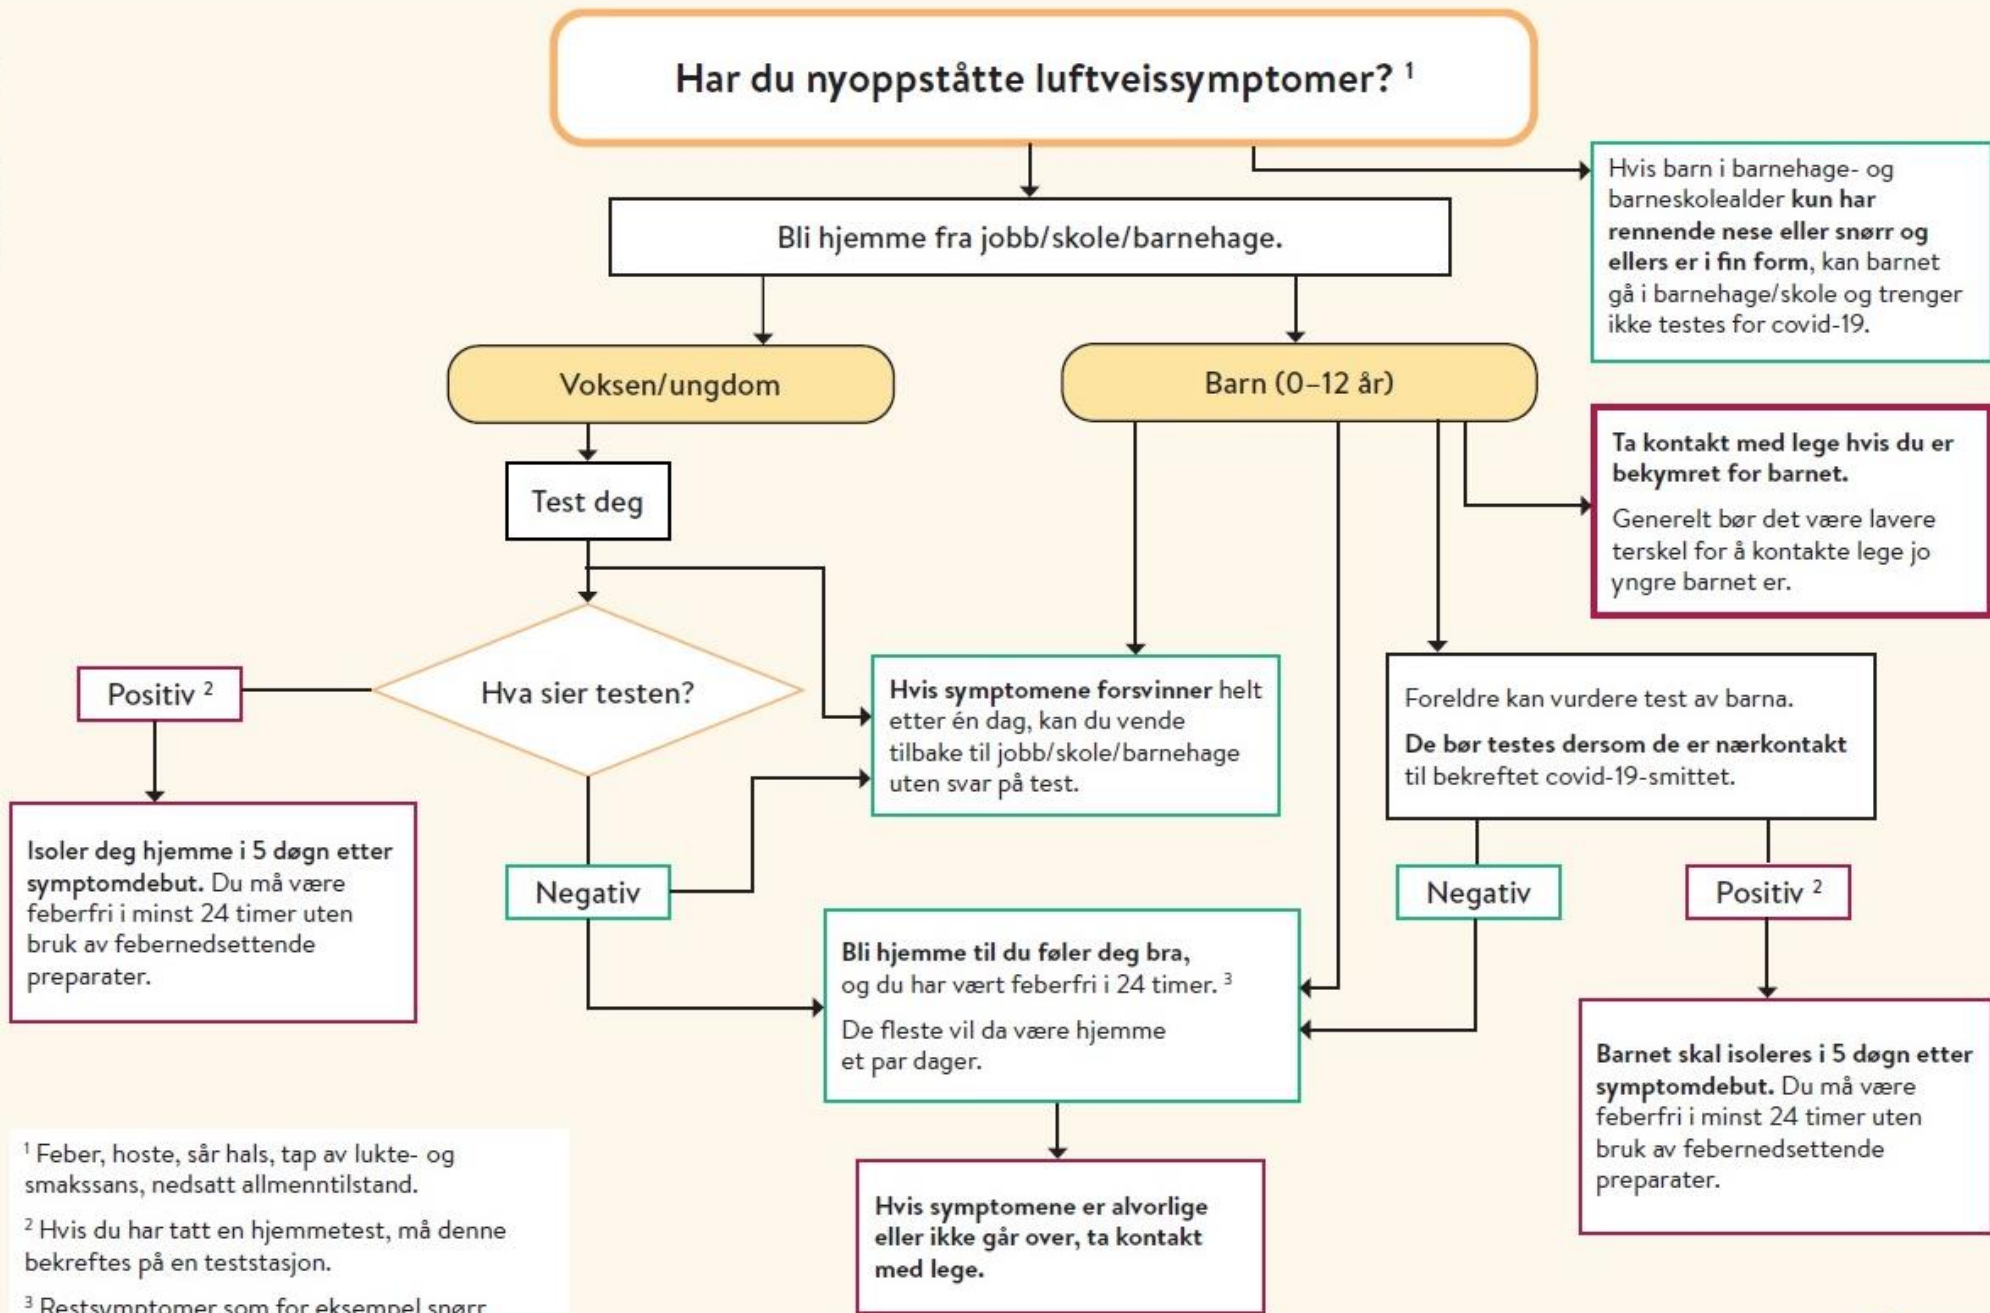 Har du nyoppståtte luftveissymptomer? ¹
Bli hjemme fra jobb/skole/barnehage.
Hvis barn i barnehage- og
barneskolealder kun har
rennende nese eller snørr og
ellers er i fin form, kan barnet
gå i barnehage/skole og trenger
ikke testes for covid-19.
Voksen/ungdom
Barn (0–12 år)
Ta kontakt med lege hvis du er
bekymret for barnet.
Generelt bør det være lavere
terskel for å kontakte lege jo
yngre barnet er.
Test deg
Hva sier testen?
Positiv ²
Hvis symptomene forsvinner helt
etter én dag, kan du vende
tilbake til jobb/skole/barnehage
uten svar på test.
Foreldre kan vurdere test av barna.
De bør testes dersom de er nærkontakt
til bekreftet covid-19-smittet.
Isoler deg hjemme i 5 døgn etter
symptomdebut. Du må være
feberfri i minst 24 timer uten
bruk av febernedsettende
preparater.
Negativ
Negativ
Positiv ²
Bli hjemme til du føler deg bra,
og du har vært feberfri i 24 timer. ³
De fleste vil da være hjemme
et par dager.
Barnet skal isoleres i 5 døgn etter
symptomdebut. Du må være
feberfri i minst 24 timer uten
bruk av febernedsettende
preparater.
Hvis symptomene er alvorlige
eller ikke går over, ta kontakt
med lege.
¹ Feber, hoste, sår hals, tap av lukte- og
smakssans, nedsatt allmenntilstand.
² Hvis du har tatt en hjemmetest, må denne
bekreftes på en teststasjon.
³ Restsymptomer som for eksempel snørr